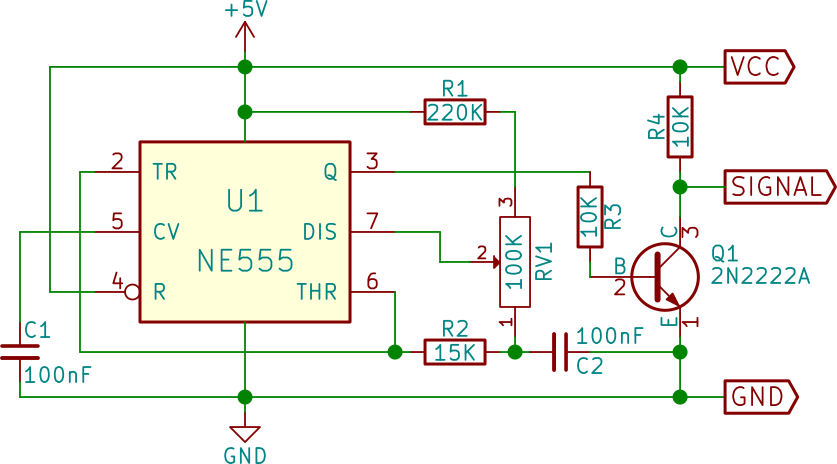 +5V
VCC
R1
220K
R4
10K
2
TR
Q
3
3
SIGNAL
U1
10K
R3
5
CV
DIS
7
C
3
NE555
2
100K
RV1
Q1
B
2N2222A
4
R
THR
6
2
C1
R2
1
100nF
E
1
15K
100nF
C2
GND
GND